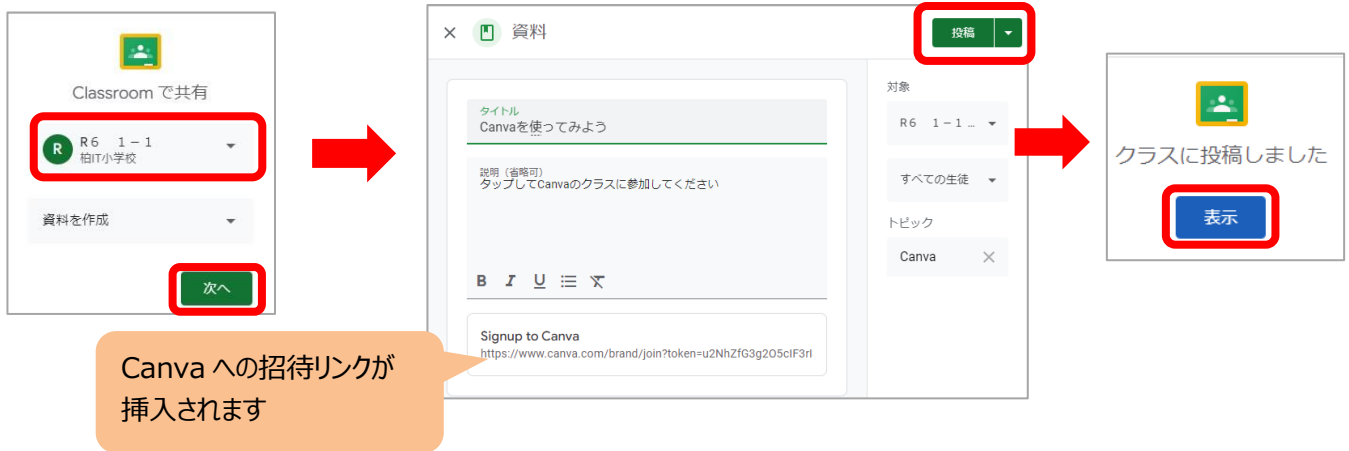 Classroom で共有
R
R6 1-1
柏IT小学校
資料を作成
次へ
資料
投稿
タイトル
Canvaを使ってみよう
説明（省略可）
タップしてCanvaのクラスに参加してください
B I U
Signup to Canva
https://www.canva.com/brand/join?token=u2NhZfG3g2O5cIF3rI
対象
R6 1-1 …
すべての生徒
トピック
Canva
クラスに投稿しました
表示
Canva への招待リンクが
挿入されます